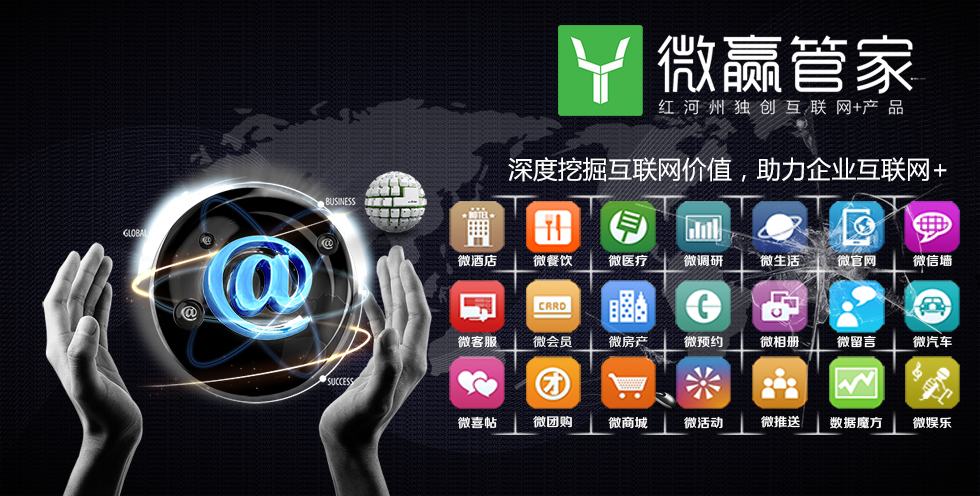 微赢管家
红河州独创互联网+产品
深度挖掘互联网价值，助力企业互联网+
BUSINESS
GLOBAL
@
SUCCESS
HOTEL
微酒店 微餐饮 微医疗 微调研 微生活 微官网 微信墙
CARD
微客服 微会员 微房产 微预约 微相册 微留言 微汽车
团
微喜帖 微团购 微商城 微活动 微推送 数据魔方 微娱乐